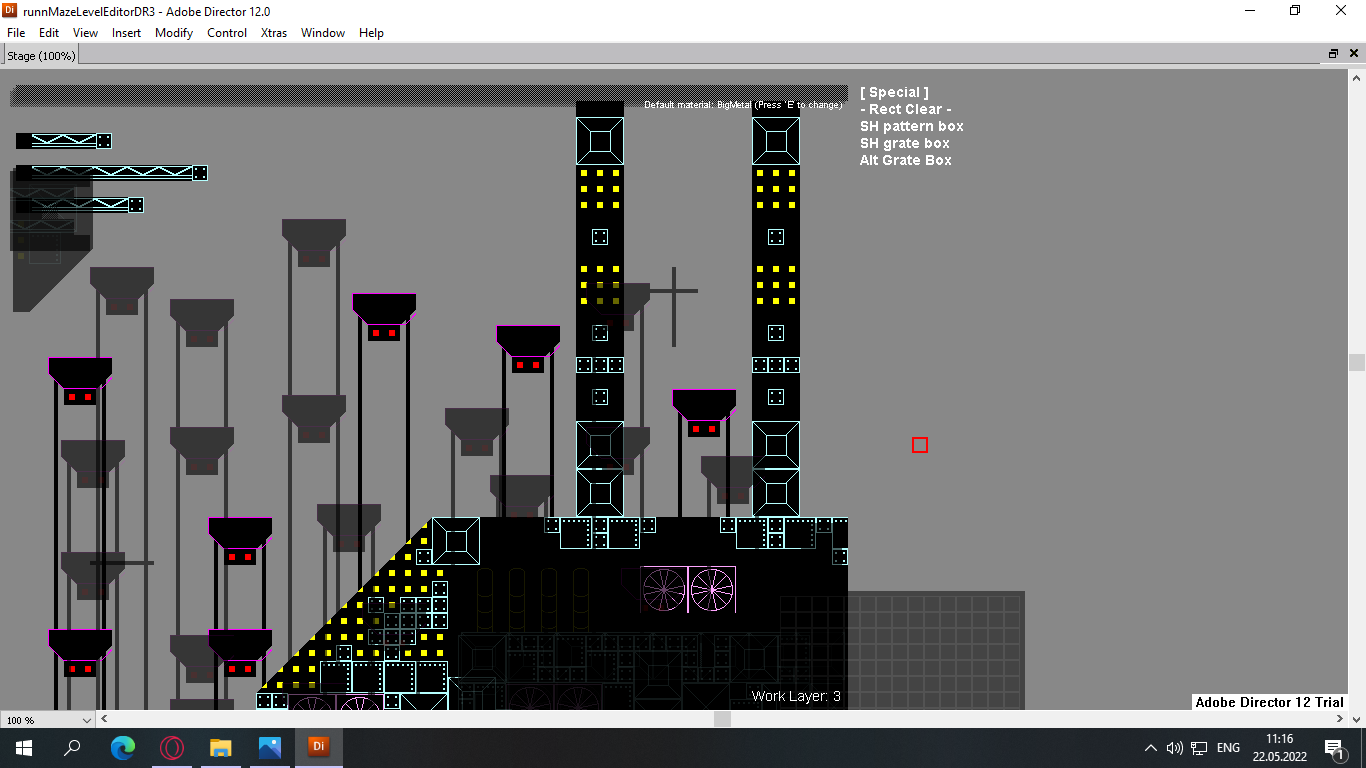 runnMazeLevelEditorDR3 - Adobe Director 12.0
File Edit View Insert Modify Control Xtras Window Help
Stage (100%)
Default material: BigMetal (Press 'E' to change)
[ Special ]
- Rect Clear -
SH pattern box
SH grate box
Alt Grate Box
Work Layer: 3
Adobe Director 12 Trial
100 %
Di
ENG
11:16
22.05.2022
1